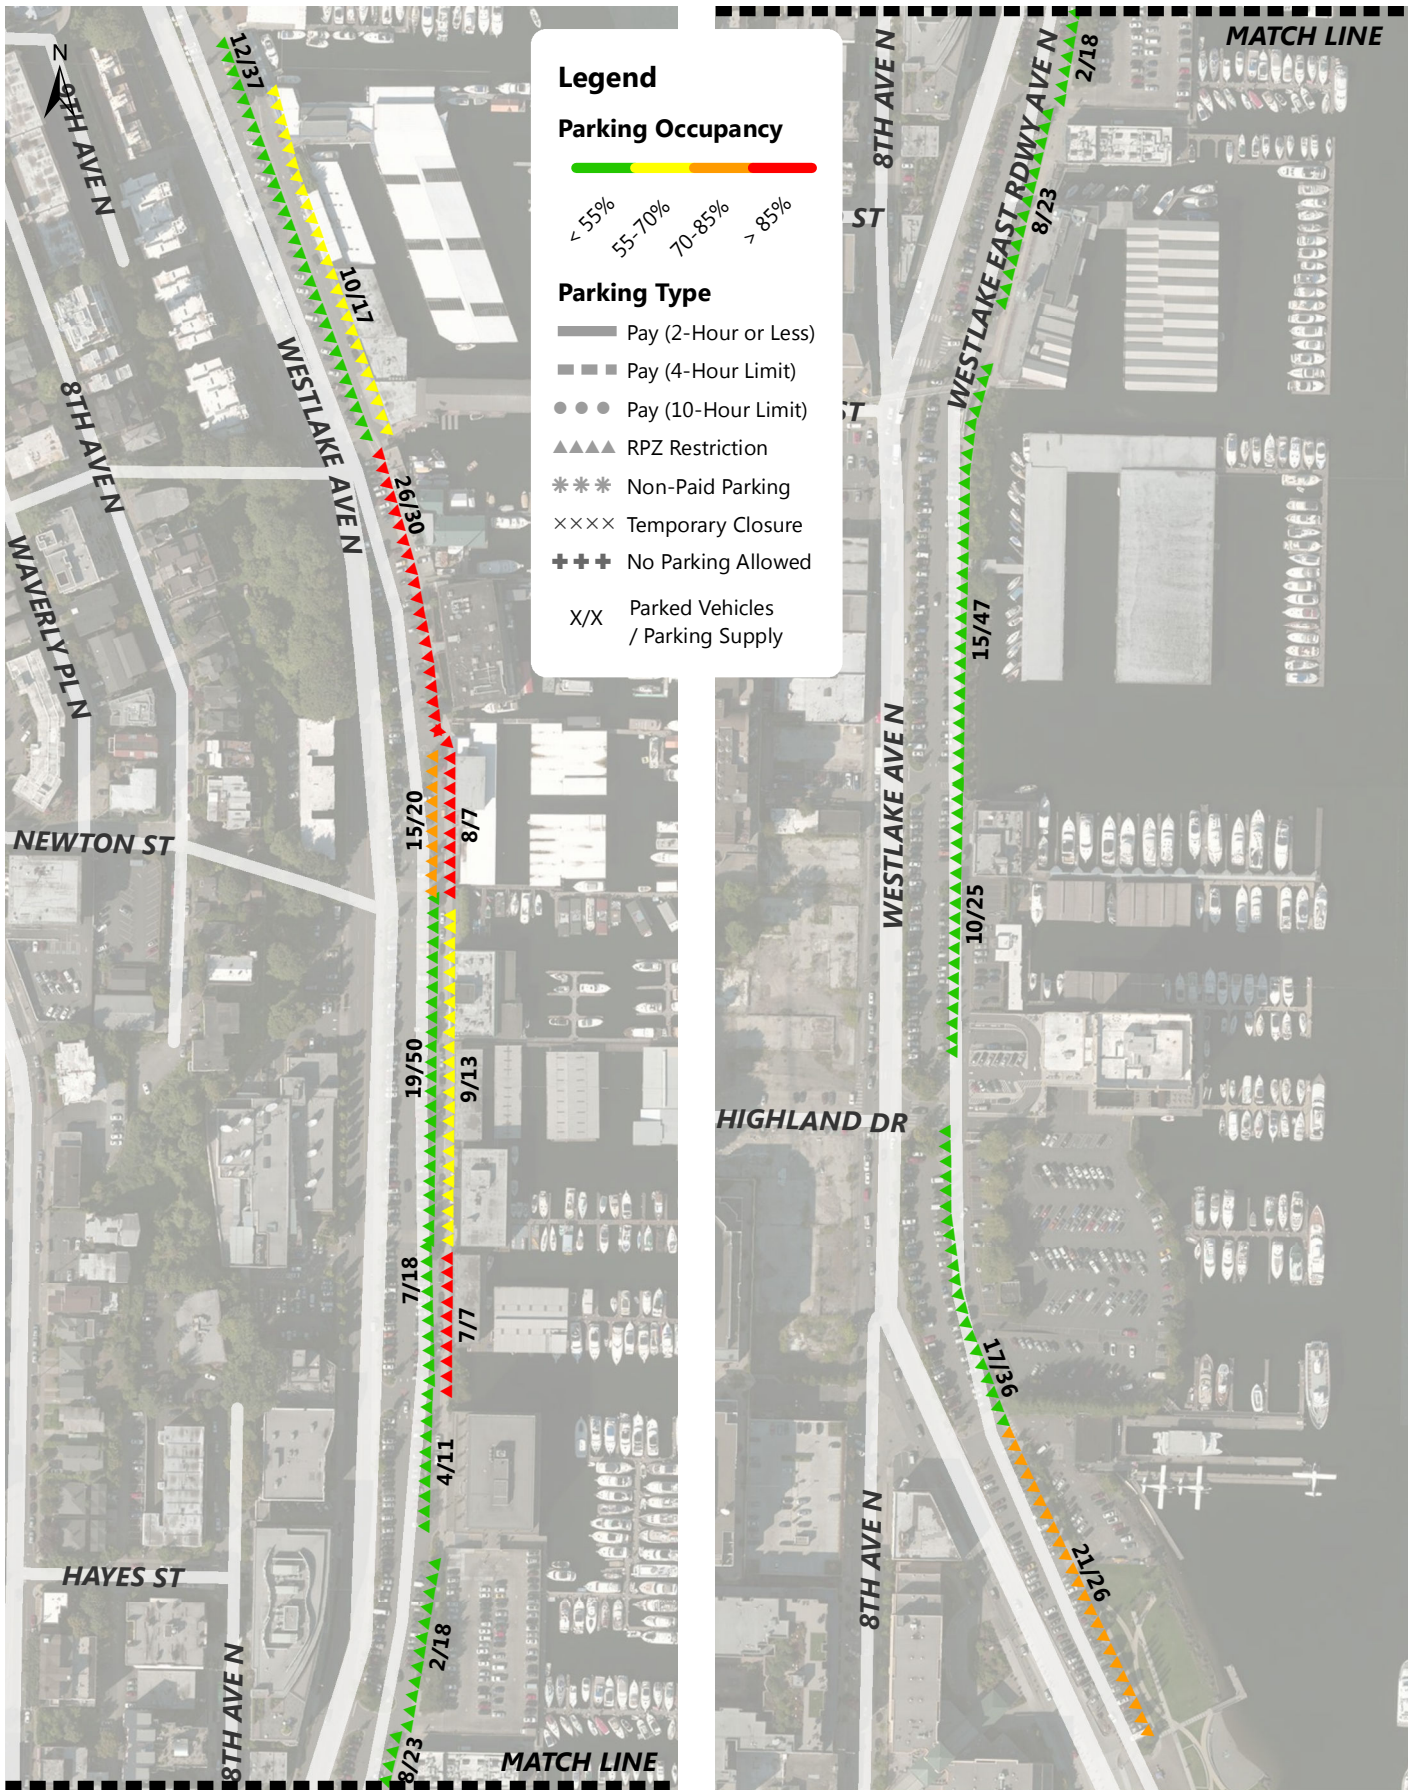 N
9TH AVE N
12/37
10/17
WESTLAKE AVE N
8TH AVE N
26/30
WAVERLY PL N
15/20
8/7
NEWTON ST
19/50
9/13
7/18
7/7
4/11
HAYES ST
2/18
8TH AVE N
8/23
MATCH LINE
Legend
Parking Occupancy
< 55%
55-70%
70-85%
> 85%
Parking Type
Pay (2-Hour or Less)
Pay (4-Hour Limit)
Pay (10-Hour Limit)
RPZ Restriction
Non-Paid Parking
Temporary Closure
No Parking Allowed
X/X
Parked Vehicles
/ Parking Supply
MATCH LINE
8TH AVE N
2/18
WESTLAKE EAST RDWY AVE N
8/23
ST
ST
15/47
WESTLAKE AVE N
10/25
HIGHLAND DR
17/36
8TH AVE N
21/26